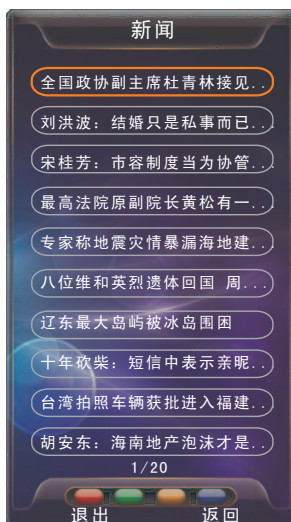 新闻
全国政协副主席杜青林接见...
刘洪波：结婚只是私事而已...
宋桂芳：市容制度当为协管...
最高法院原副院长黄松有一...
专家称地震灾情暴漏海地建...
八位维和英烈遗体回国 周...
辽东最大岛屿被冰岛围困
十年砍柴：短信中表示亲昵...
台湾拍照车辆获批进入福建...
胡安东：海南地产泡沫才是...
1/20
退出 返回